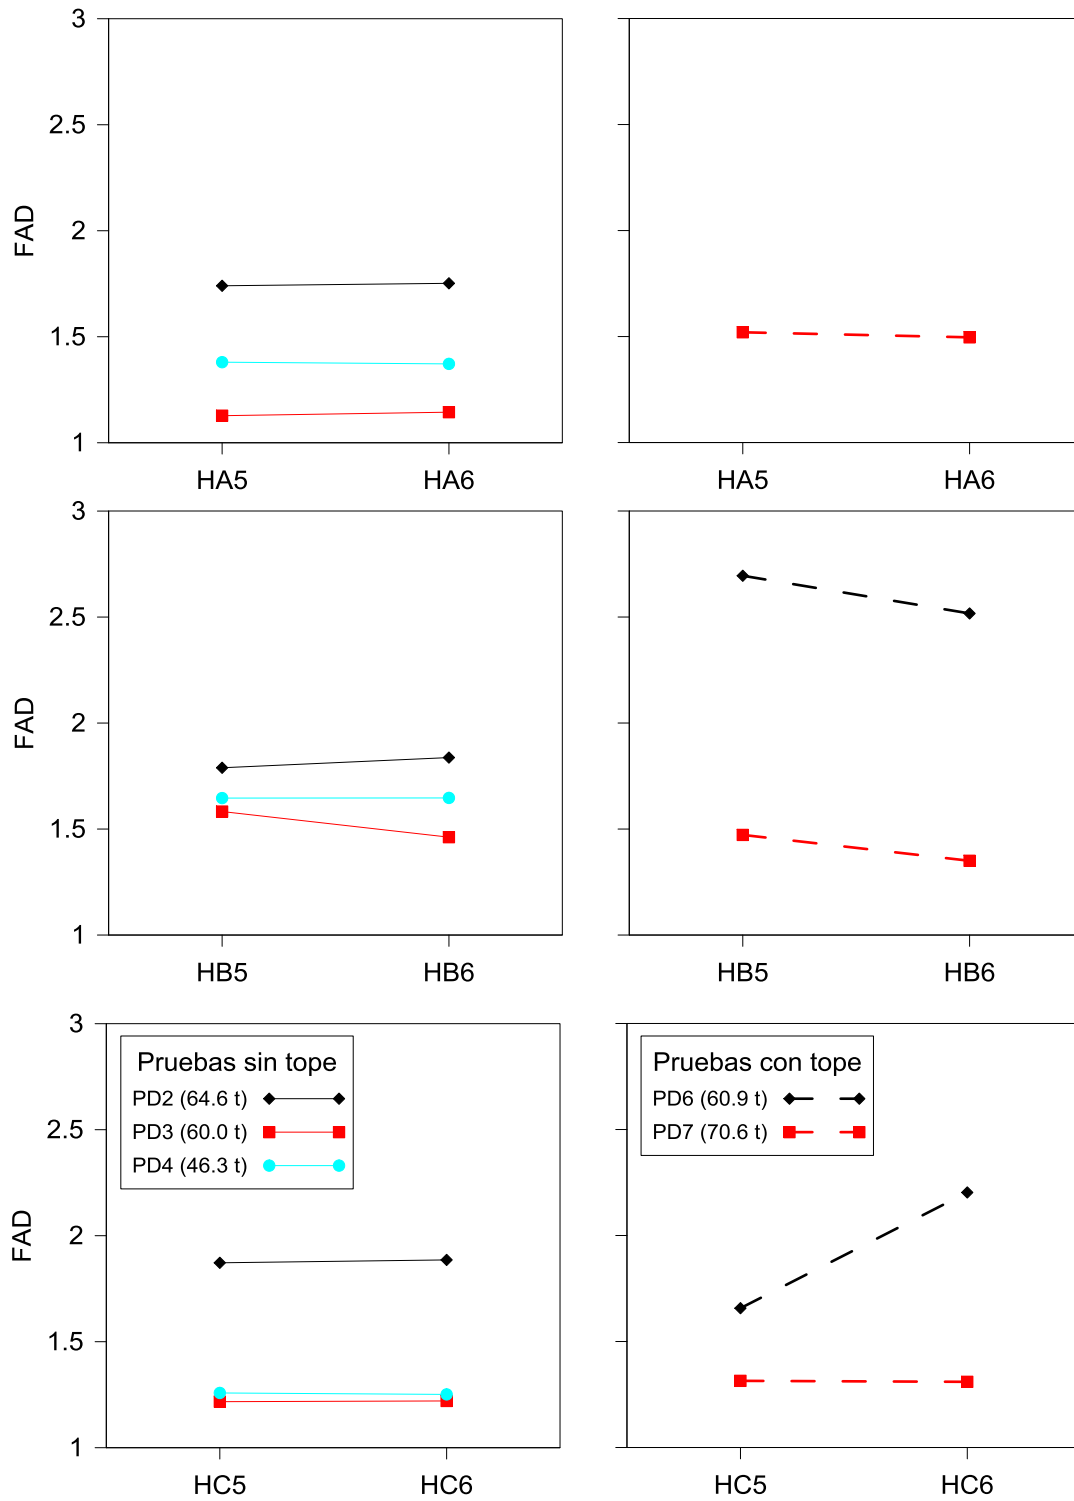 3
2.5
2
1.5
1
FAD
HA5 HA6
HA5 HA6
3
2.5
2
1.5
1
FAD
HB5 HB6
HB5 HB6
3
2.5
2
1.5
1
FAD
Pruebas sin tope
PD2 (64.6 t)
PD3 (60.0 t)
PD4 (46.3 t)
HC5 HC6
Pruebas con tope
PD6 (60.9 t)
PD7 (70.6 t)
HC5 HC6